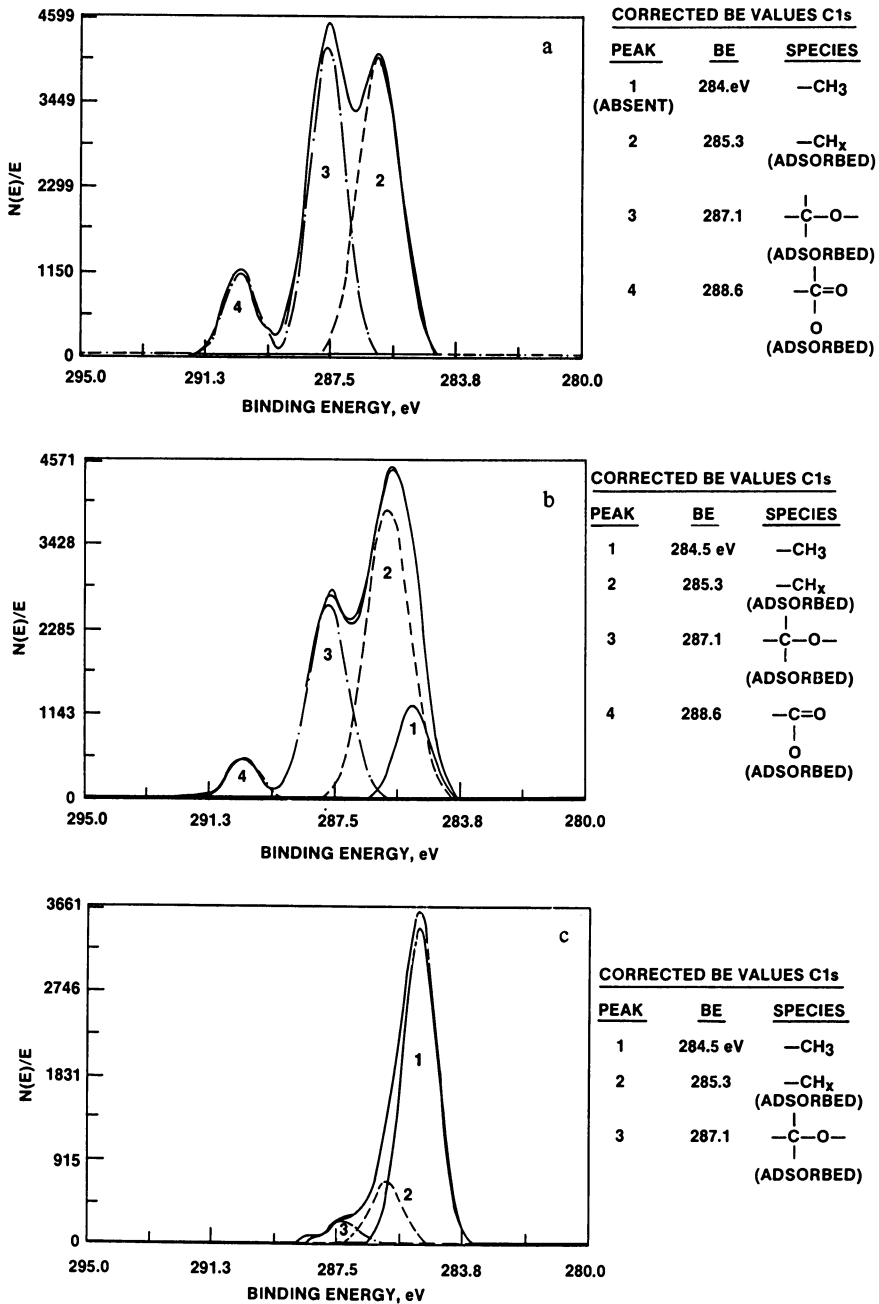 a
4599
3449
2299
1150
0
N(E)/E
4
3
2
295.0 291.3 287.5 283.8 280.0
BINDING ENERGY, eV
CORRECTED BE VALUES C1s
PEAK BE SPECIES
1 284.eV —CH3
(ABSENT)
2 285.3 —CHx
(ADSORBED)
3 287.1 —C—O—
(ADSORBED)
4 288.6 —C=O
O
(ADSORBED)
b
4571
3428
2285
1143
0
N(E)/E
4
3
2
1
295.0 291.3 287.5 283.8 280.0
BINDING ENERGY, eV
CORRECTED BE VALUES C1s
PEAK BE SPECIES
1 284.5 eV —CH3
2 285.3 —CHx
(ADSORBED)
3 287.1 —C—O—
(ADSORBED)
4 288.6 —C=O
O
(ADSORBED)
c
3661
2746
1831
915
0
N(E)/E
3
2
1
295.0 291.3 287.5 283.8 280.0
BINDING ENERGY, eV
CORRECTED BE VALUES C1s
PEAK BE SPECIES
1 284.5 eV —CH3
2 285.3 —CHx
(ADSORBED)
3 287.1 —C—O—
(ADSORBED)